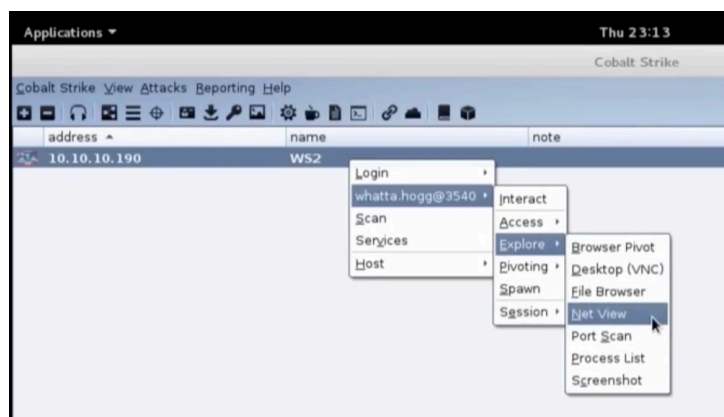 Applications
Thu 23:13
Cobalt Strike
Cobalt Strike View Attacks Reporting Help
address name note
10.10.10.190 WS2
Login
whatta.hogg@3540
Scan
Services
Host
Interact
Access
Explore
Pivoting
Spawn
Session
Browser Pivot
Desktop (VNC)
File Browser
Net View
Port Scan
Process List
Screenshot